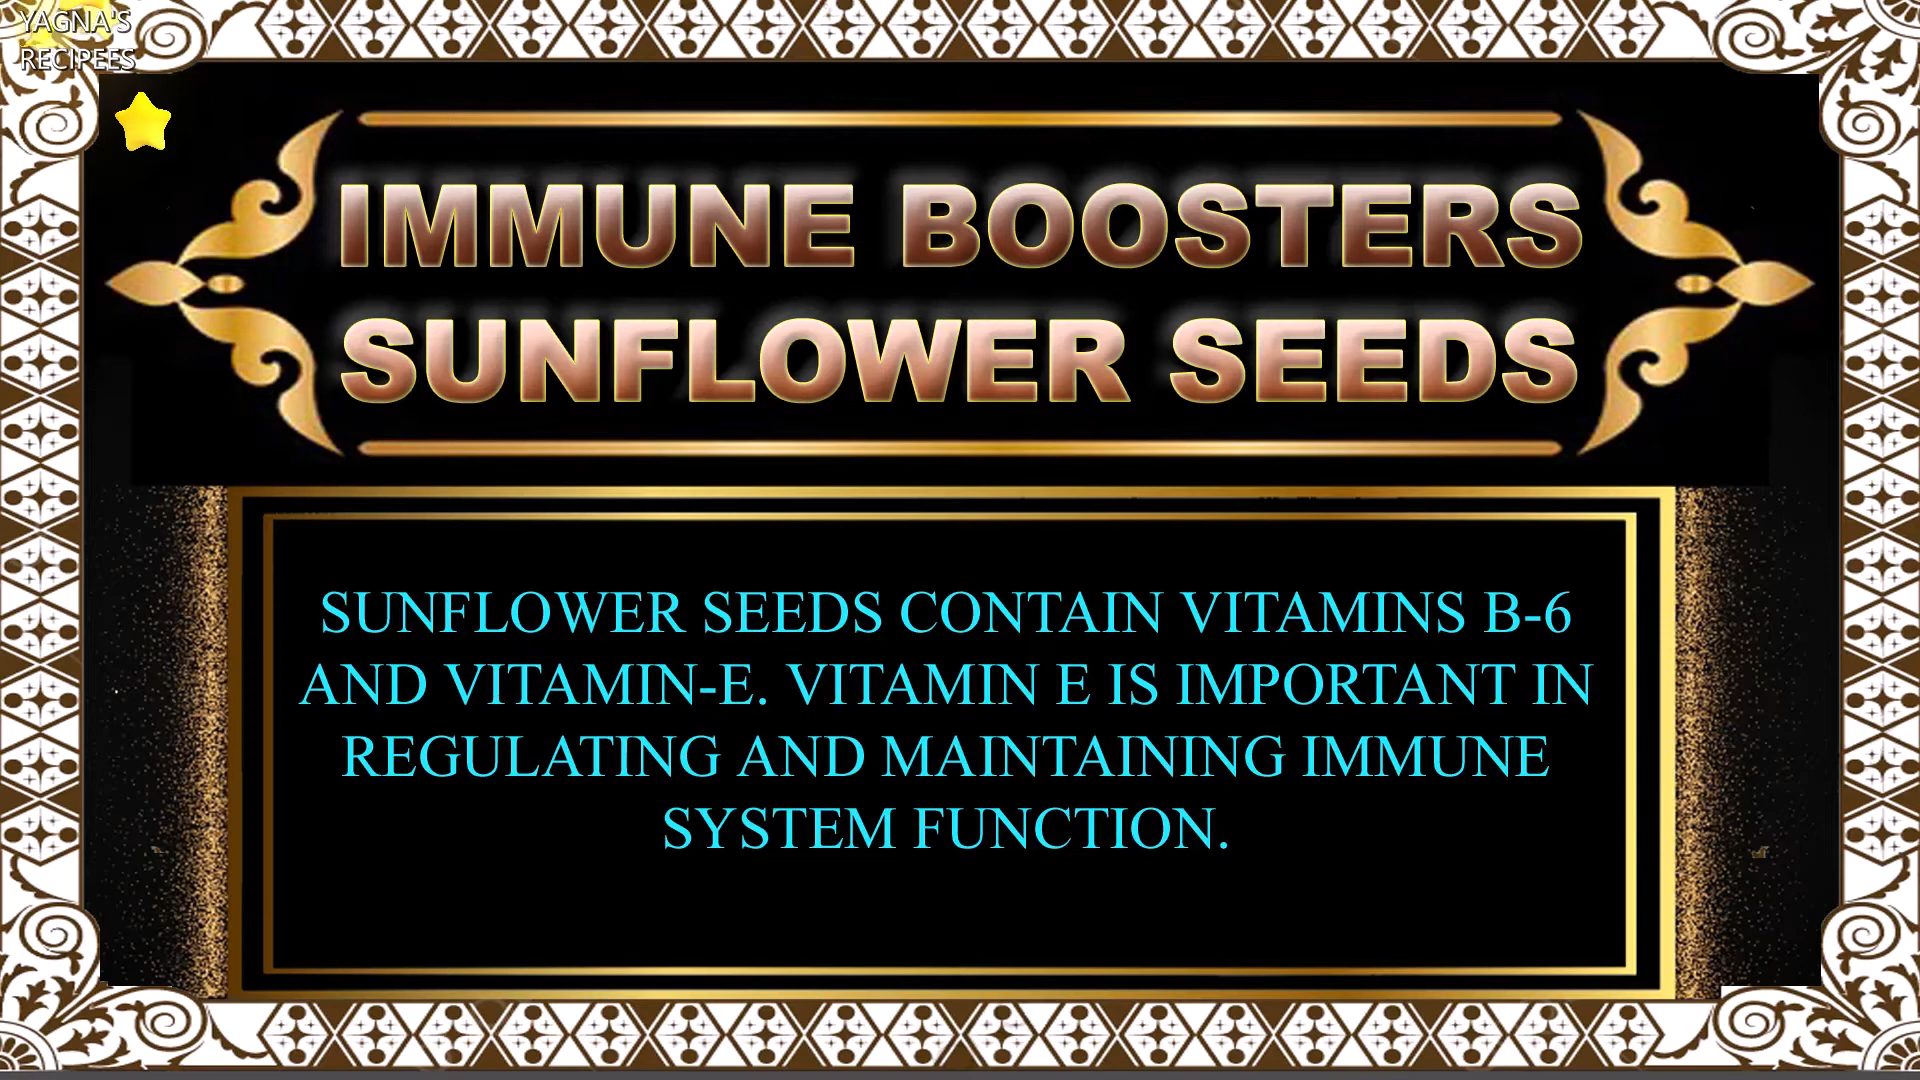 YAGNA'S
RECIPEES
IMMUNE BOOSTERS
SUNFLOWER SEEDS
SUNFLOWER SEEDS CONTAIN VITAMINS B-6
AND VITAMIN-E. VITAMIN E IS IMPORTANT IN
REGULATING AND MAINTAINING IMMUNE
SYSTEM FUNCTION.